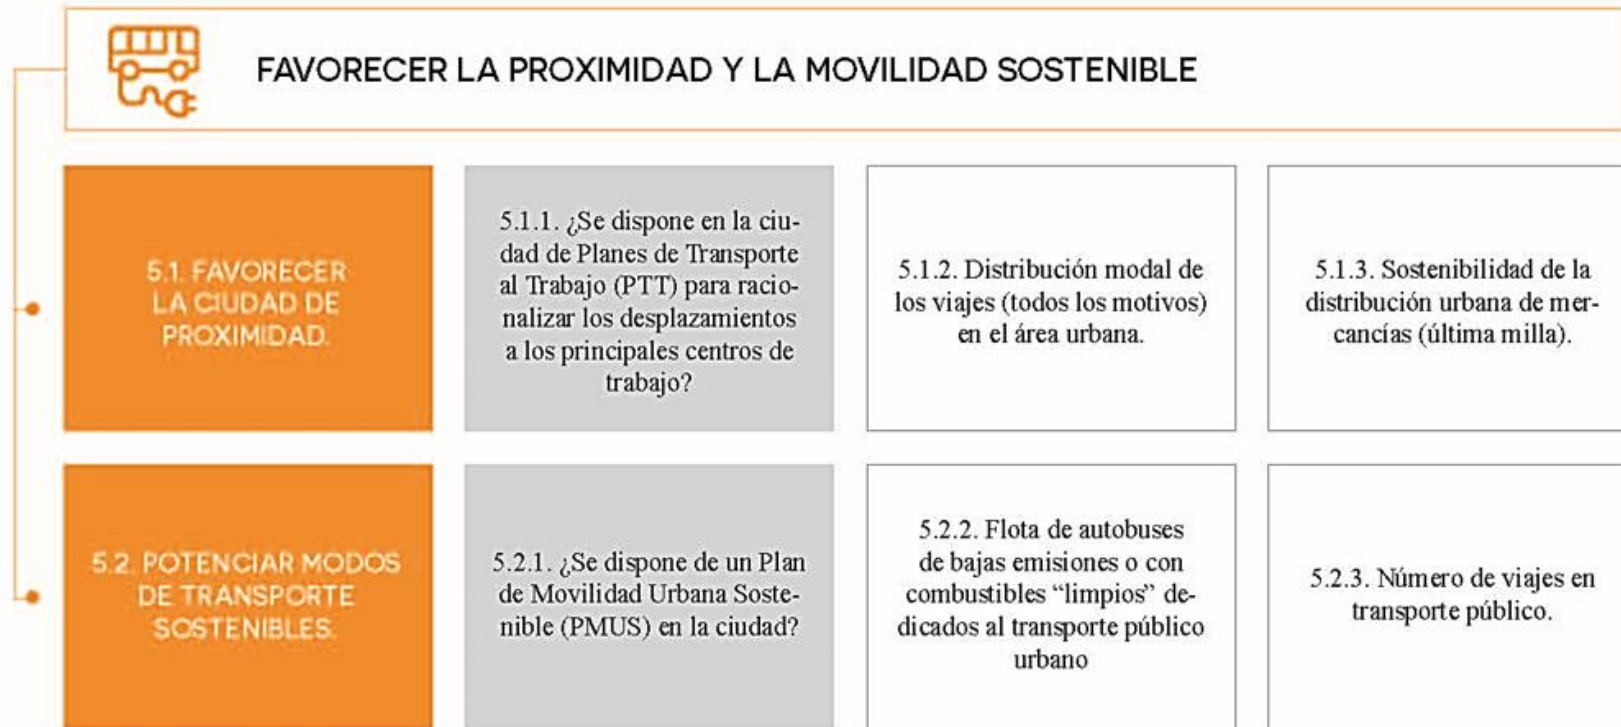 FAVORECER LA PROXIMIDAD Y LA MOVILIDAD SOSTENIBLE
5.1. FAVORECER
LA CIUDAD DE
PROXIMIDAD.
5.1.1. ¿Se dispone en la ciu-
dad de Planes de Transporte
al Trabajo (PTT) para racio-
nalizar los desplazamientos
a los principales centros de
trabajo?
5.1.2. Distribución modal de
los viajes (todos los motivos)
en el área urbana.
5.1.3. Sostenibilidad de la
distribución urbana de mer-
cancías (última milla).
5.2. POTENCIAR MODOS
DE TRANSPORTE
SOSTENIBLES.
5.2.1. ¿Se dispone de un Plan
de Movilidad Urbana Soste-
nible (PMUS) en la ciudad?
5.2.2. Flota de autobuses
de bajas emisiones o con
combustibles “limpios” de-
dicados al transporte público
urbano
5.2.3. Número de viajes en
transporte público.